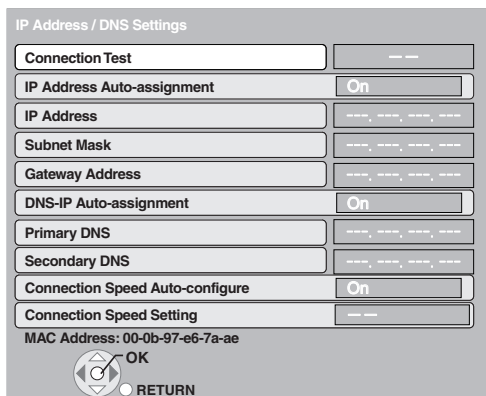 IP Address / DNS Settings
Connection Test — —
IP Address Auto-assignment On
IP Address ---. ---. ---. ---
Subnet Mask ---. ---. ---. ---
Gateway Address ---. ---. ---. ---
DNS-IP Auto-assignment On
Primary DNS ---. ---. ---. ---
Secondary DNS ---. ---. ---. ---
Connection Speed Auto-configure On
Connection Speed Setting — —
MAC Address: 00-0b-97-e6-7a-ae
OK
RETURN